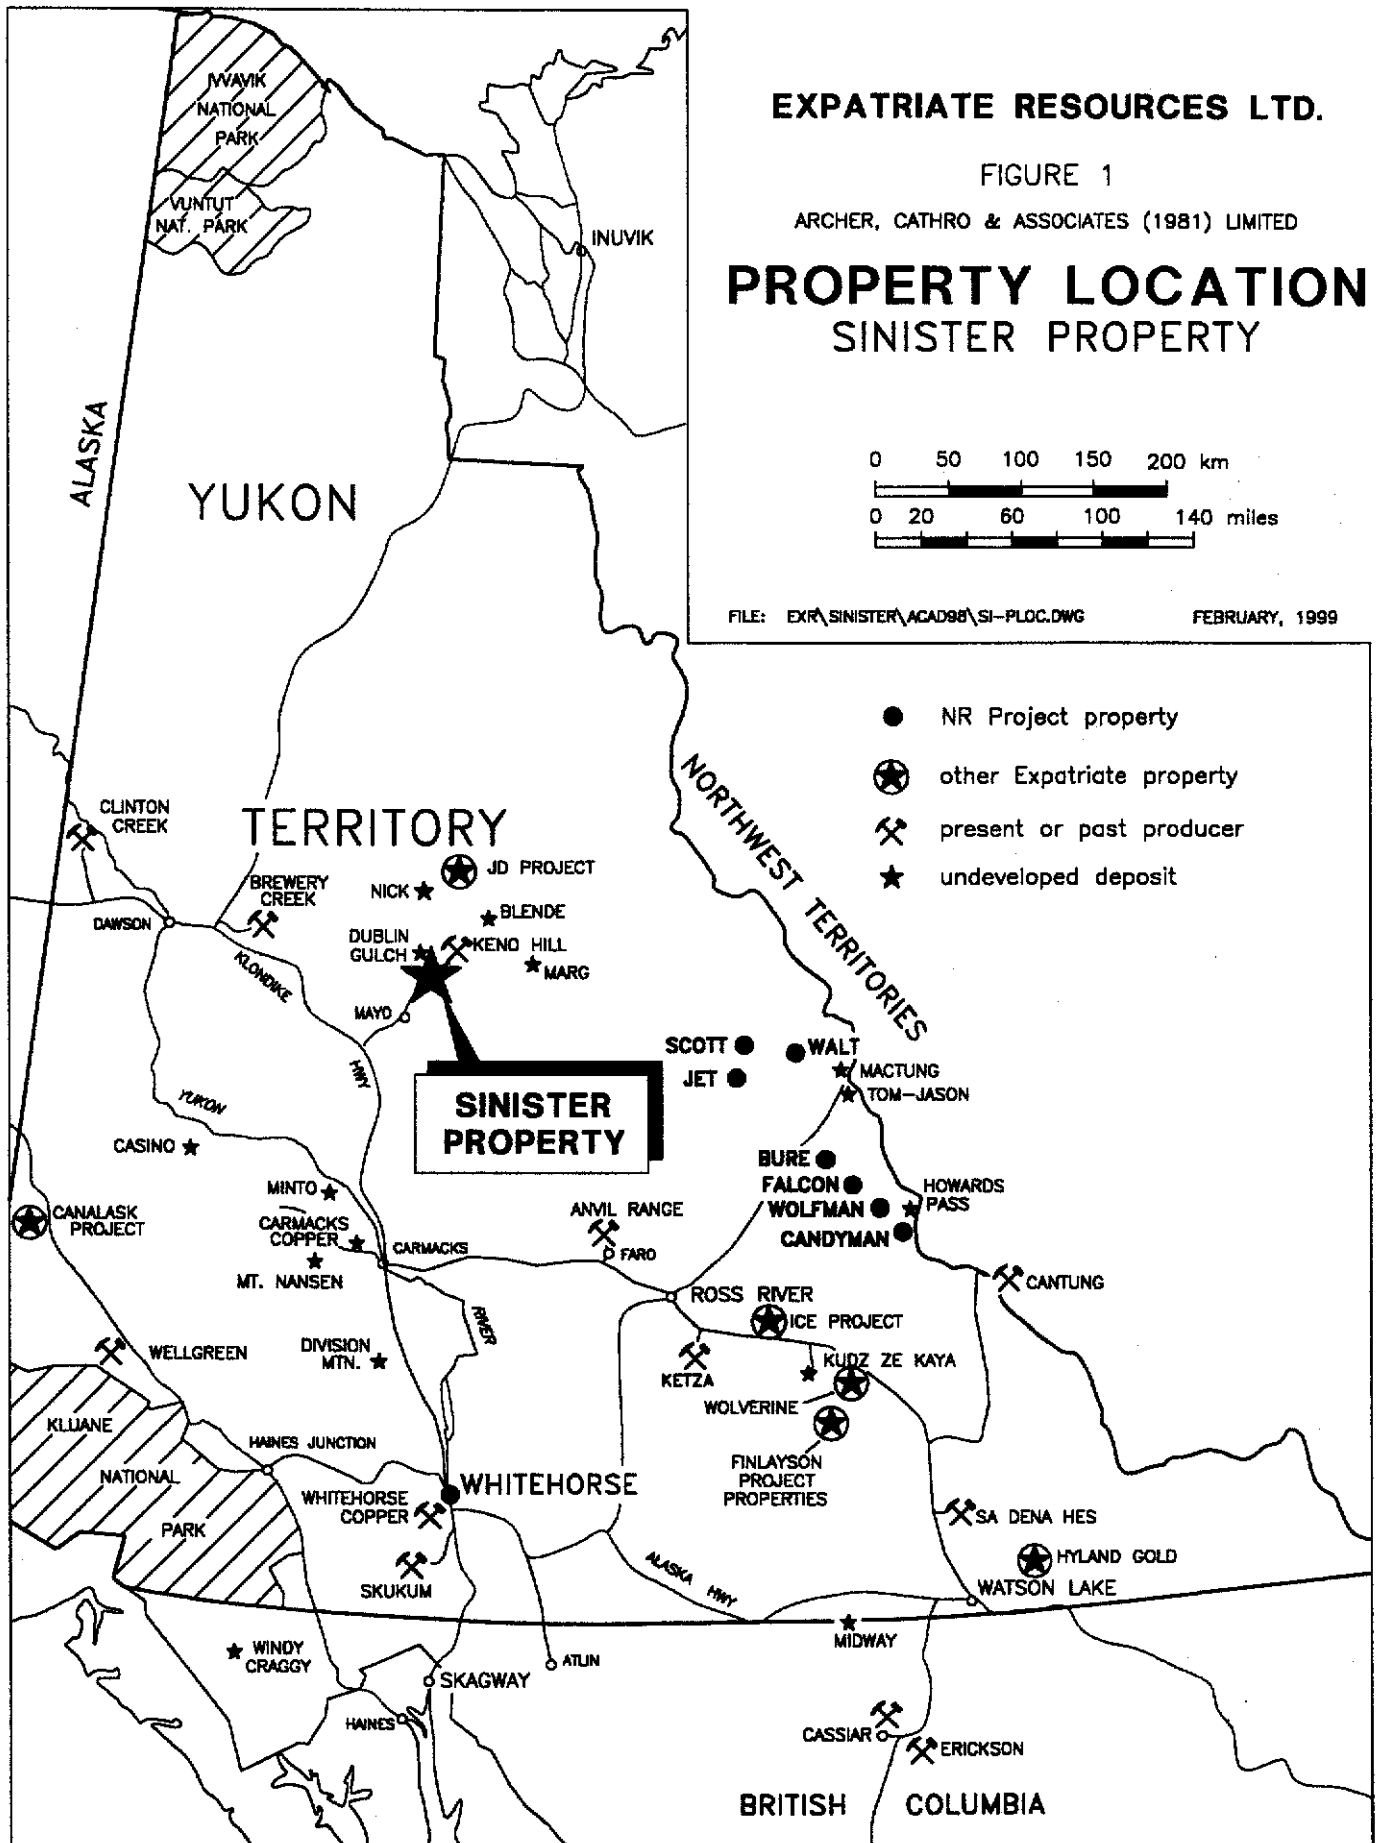 EXPATRIATE RESOURCES LTD.
FIGURE 1
ARCHER, CATHRO & ASSOCIATES (1981) LIMITED
PROPERTY LOCATION
SINISTER PROPERTY
0 50 100 150 200 km
0 20 60 100 140 miles
FILE: EXR\SINISTER\ACAD98\SI-PLOC.DWG
FEBRUARY, 1999
NR Project property
other Expatriate property
present or past producer
undeveloped deposit
IVVAVIK
NATIONAL
PARK
VUNTUT
NAT. PARK
INUVIK
ALASKA
YUKON
TERRITORY
NORTHWEST TERRITORIES
CLINTON
CREEK
BREWERY
CREEK
DAWSON
NICK
JD PROJECT
BLENDE
DUBLIN
GULCH
KENO HILL
MARG
KLONDIKE
HWY
MAYO
SINISTER
PROPERTY
SCOTT
WALT
JET
MACTUNG
TOM-JASON
YUKON
CASINO
BURE
FALCON
WOLFMAN
CANDYMAN
HOWARDS
PASS
MINTO
CANALASK
PROJECT
CARMACKS
COPPER
MT. NANSEN
CARMACKS
ANVIL RANGE
FARO
CANTUNG
ROSS RIVER
ICE PROJECT
RIVER
WELLGREEN
DIVISION
MTN.
KETZA
KUDZ ZE KAYA
WOLVERINE
FINLAYSON
PROJECT
PROPERTIES
KLUANE
NATIONAL
PARK
HAINES JUNCTION
WHITEHORSE
WHITEHORSE
COPPER
SKUKUM
SA DENA HES
HYLAND GOLD
WATSON LAKE
ALASKA HWY
MIDWAY
WINDY
CRAGGY
ATLIN
SKAGWAY
HAINES
CASSIAR
ERICKSON
BRITISH COLUMBIA